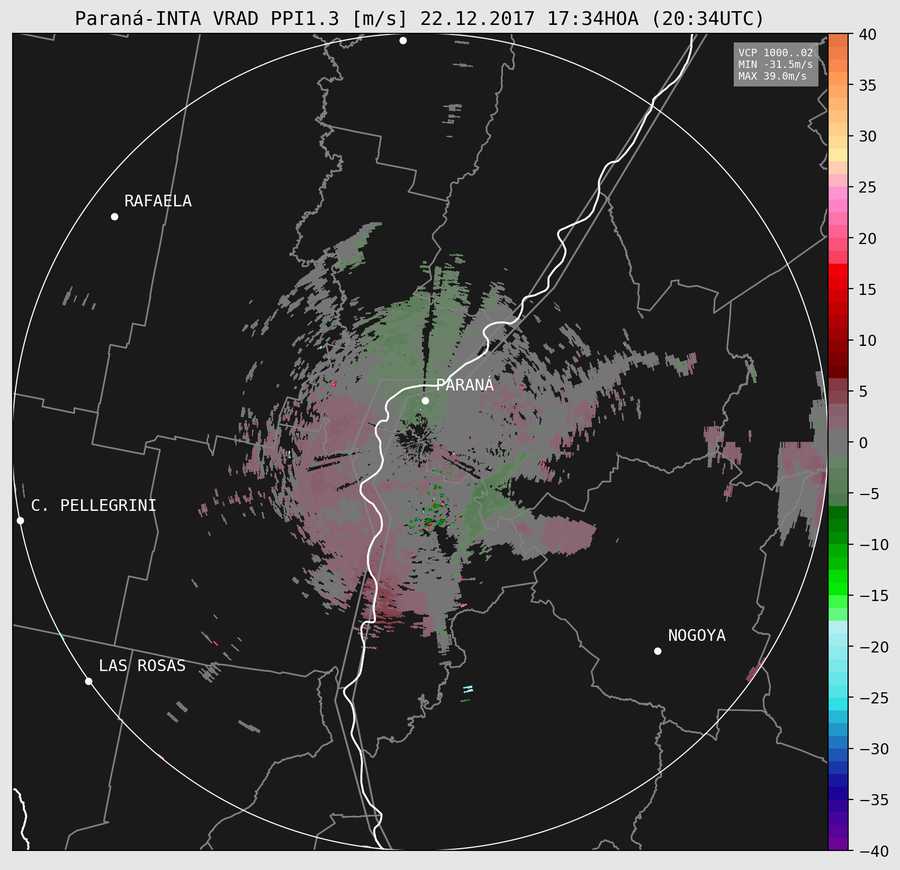 Paraná-INTA VRAD PPI1.3 [m/s] 22.12.2017 17:34HOA (20:34UTC)
VCP 1000..02
MIN -31.5m/s
MAX 39.0m/s
RAFAELA
PARANÁ
C. PELLEGRINI
NOGOYA
LAS ROSAS
40
35
30
25
20
15
10
5
0
−5
−10
−15
−20
−25
−30
−35
−40